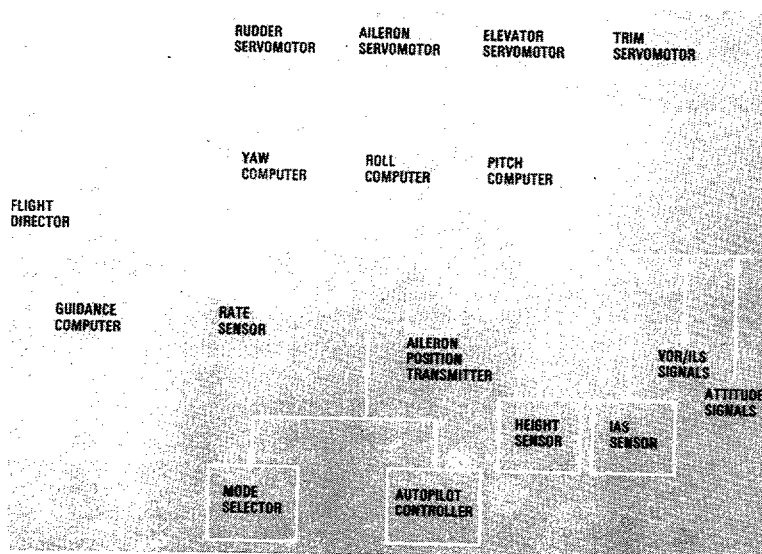 RUDDER
SERVOMOTOR
AILERON
SERVOMOTOR
ELEVATOR
SERVOMOTOR
TRIM
SERVOMOTOR
YAW
COMPUTER
ROLL
COMPUTER
PITCH
COMPUTER
FLIGHT
DIRECTOR
GUIDANCE
COMPUTER
RATE
SENSOR
AILERON
POSITION
TRANSMITTER
VOR/ILS
SIGNALS
ATTITUDE
SIGNALS
HEIGHT
SENSOR
IAS
SENSOR
MODE
SELECTOR
AUTOPILOT
CONTROLLER